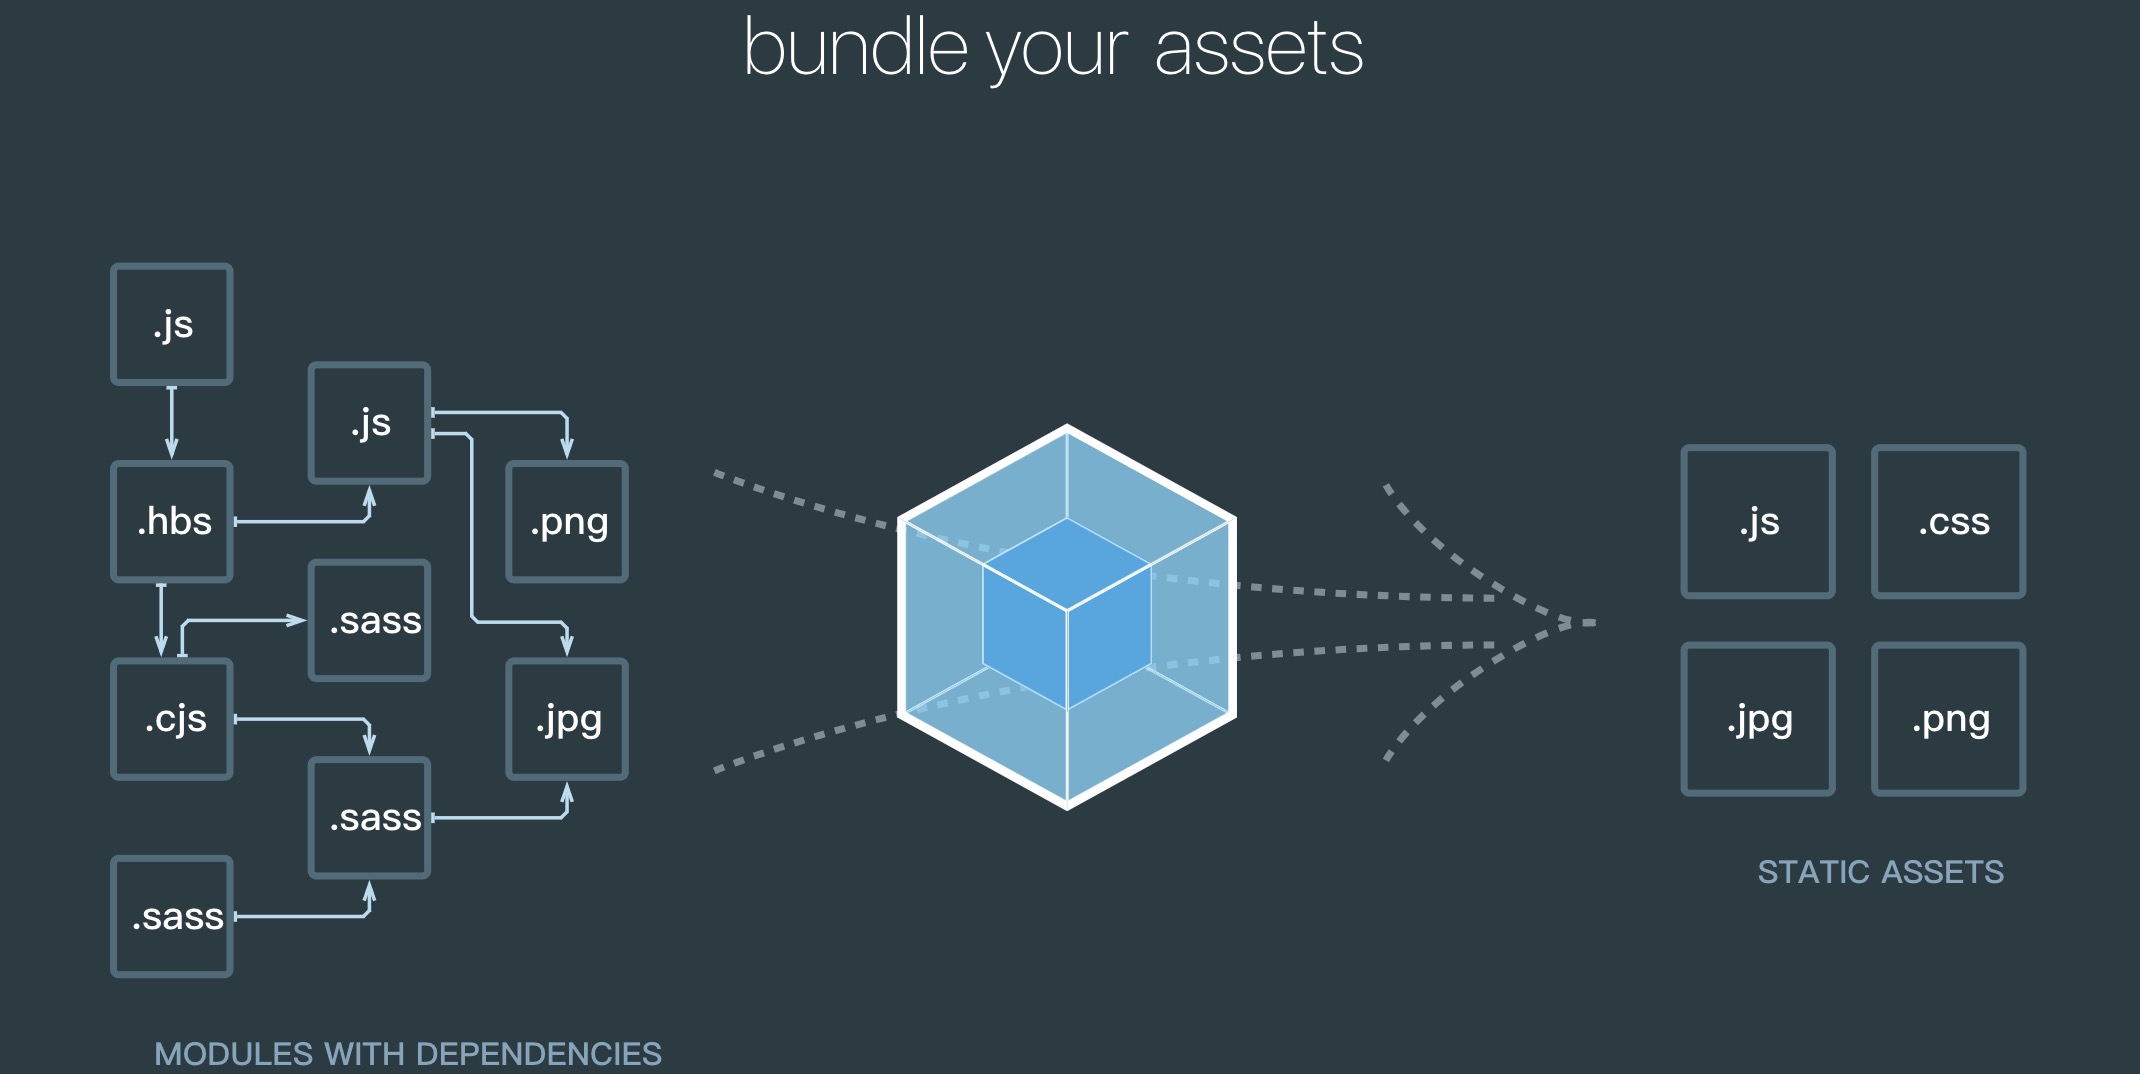 bundle your assets
.js
.js
.hbs
.png
.sass
.cjs
.jpg
.sass
.sass
MODULES WITH DEPENDENCIES
.js
.css
.jpg
.png
STATIC ASSETS